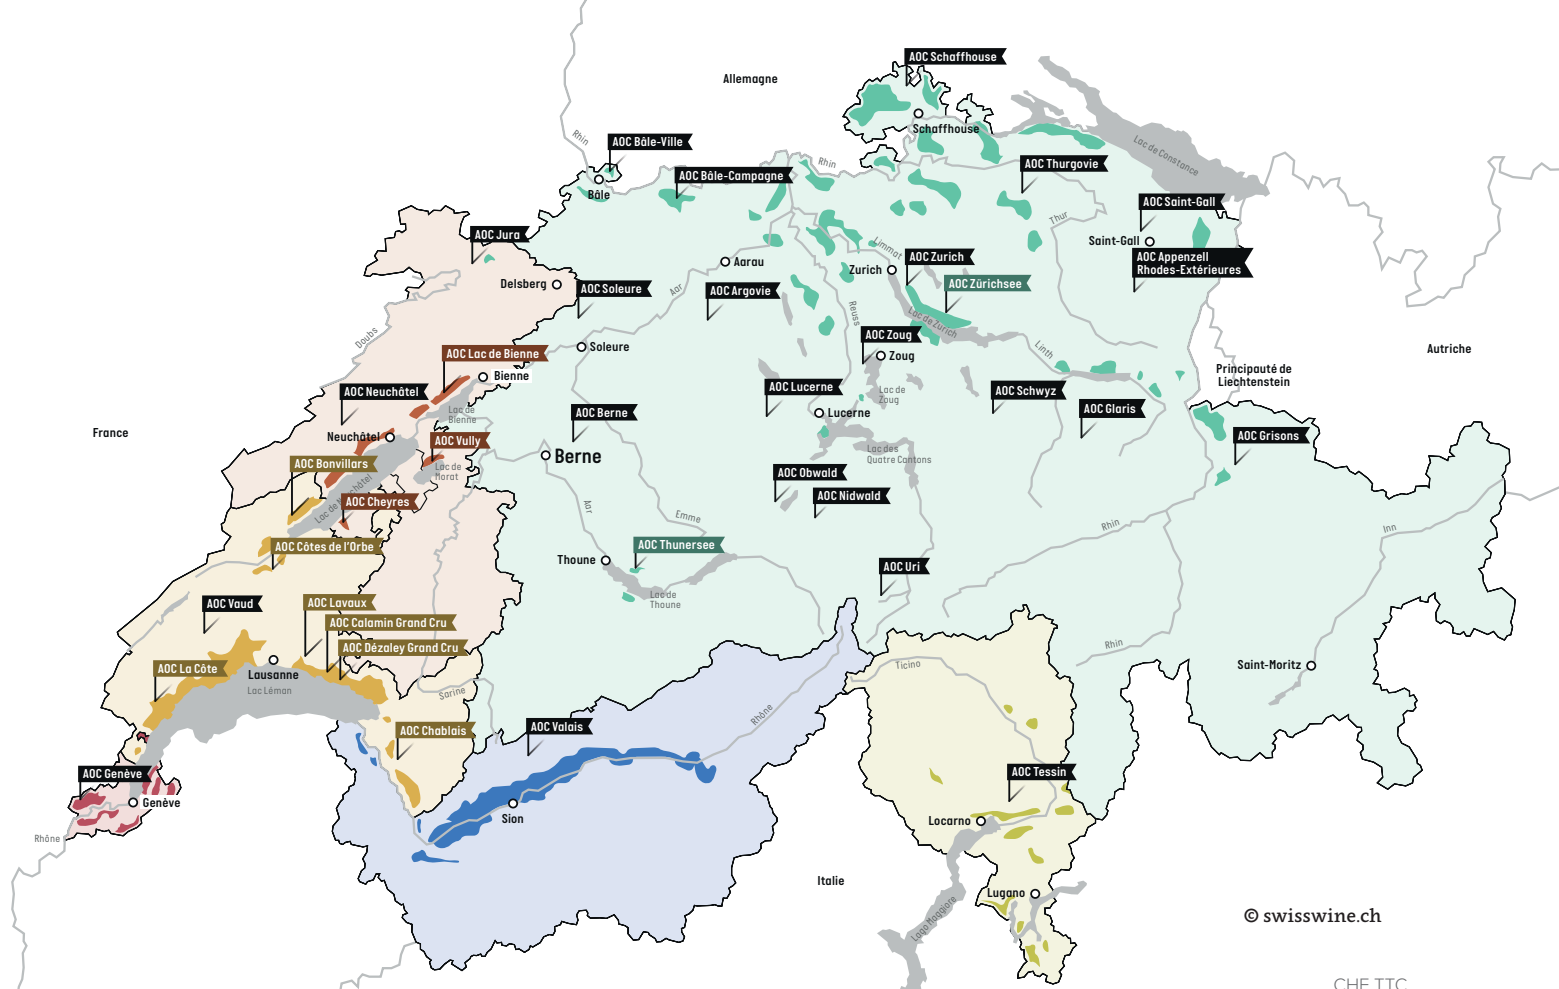 AOC Schaffhouse
Allemagne
Schaffhouse
Rhin
AOC Bâle-Ville
Lac de Constance
Rhin
AOC Thurgovie
AOC Bâle-Campagne
Bâle
AOC Saint-Gall
Thur
AOC Jura
Saint-Gall
Limmat
AOC Zurich
AOC Appenzell
Rhodes-Extérieures
Aarau
Zurich
Delsberg
AOC Soleure
Aar
AOC Argovie
AOC Zürichsee
Reuss
Lac de Zurich
Doubs
AOC Zoug
Soleure
Linth
Autriche
AOC Lac de Bienne
Zoug
Principauté de
Liechtenstein
Bienne
AOC Neuchâtel
AOC Lucerne
Lac de
Zoug
AOC Schwyz
Lac de
Bienne
AOC Berne
Lucerne
AOC Glaris
France
Neuchâtel
AOC Vully
AOC Grisons
Berne
Lac des
Quatre Cantons
AOC Bonvillars
Lac de
Morat
AOC Obwald
Lac de Neuchâtel
AOC Cheyres
AOC Nidwald
Aar
Emme
Rhin
Inn
AOC Côtes de l'Orbe
AOC Thunersee
Thoune
AOC Uri
Lac de
Thoune
AOC Vaud
AOC Lavaux
AOC Calamin Grand Cru
AOC Dézaley Grand Cru
Rhin
AOC La Côte
Lausanne
Lac Léman
Ticino
Saint-Moritz
Sarine
Rhône
AOC Chablais
AOC Valais
AOC Genève
AOC Tessin
Genève
Sion
Locarno
Rhône
Italie
Lugano
Lago Maggiore
© swisswine.ch
CHE TTC